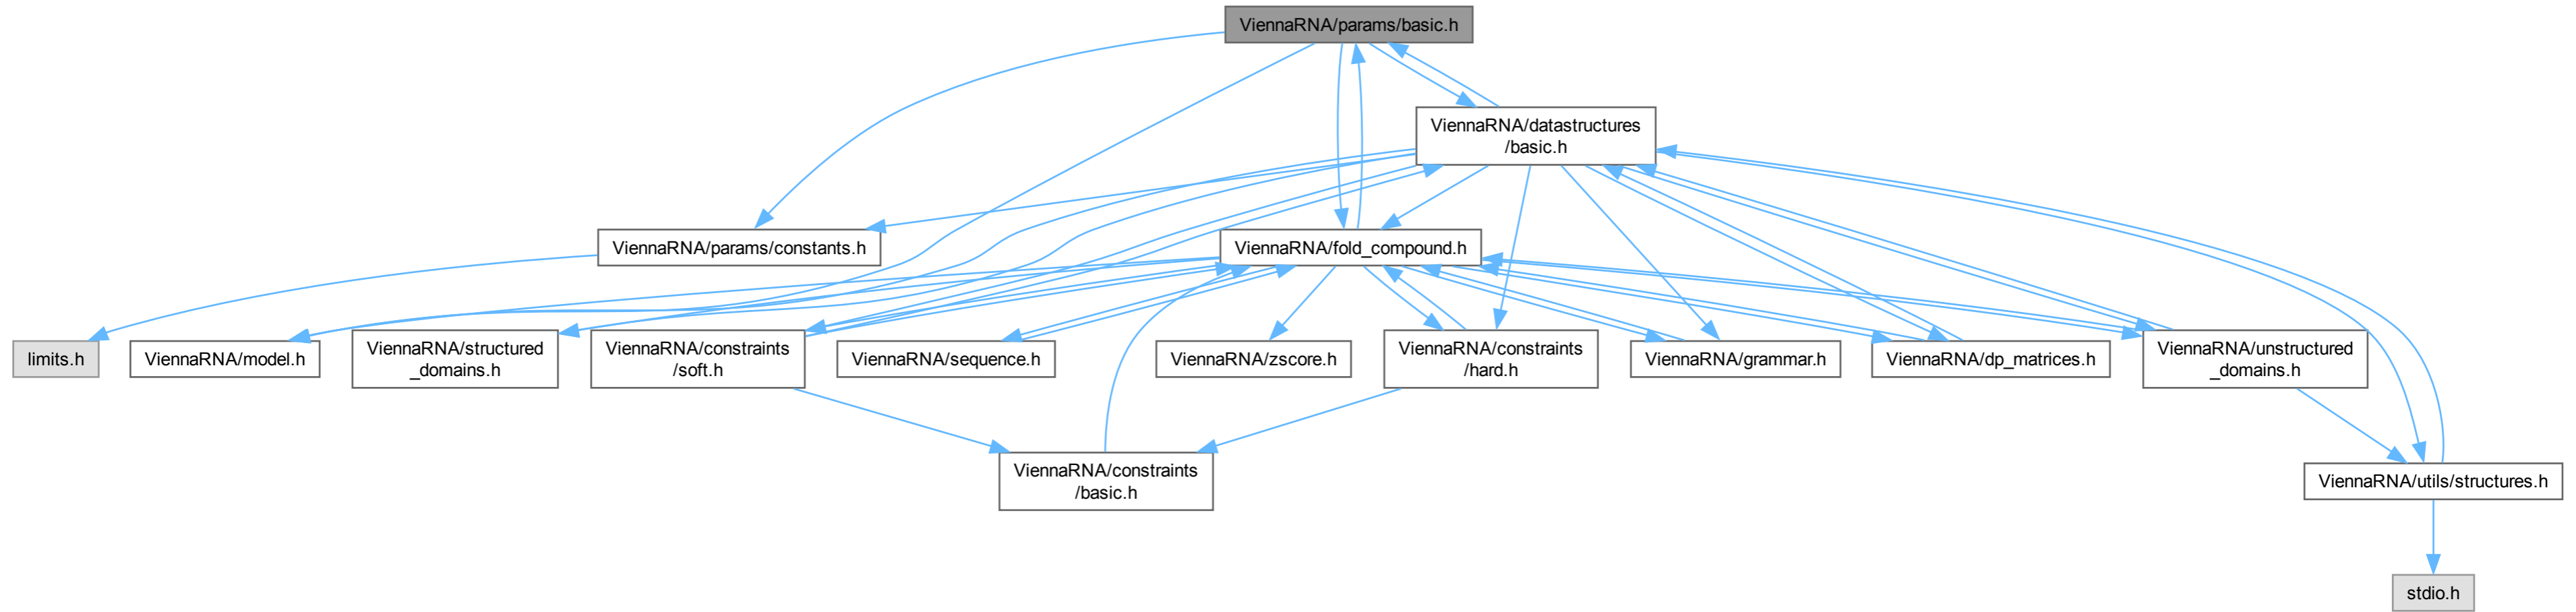 ViennaRNA/params/basic.h
ViennaRNA/datastructures
/basic.h
ViennaRNA/params/constants.h
ViennaRNA/fold_compound.h
limits.h
ViennaRNA/model.h
ViennaRNA/structured
_domains.h
ViennaRNA/constraints
/soft.h
ViennaRNA/sequence.h
ViennaRNA/zscore.h
ViennaRNA/constraints
/hard.h
ViennaRNA/grammar.h
ViennaRNA/dp_matrices.h
ViennaRNA/unstructured
_domains.h
ViennaRNA/constraints
/basic.h
ViennaRNA/utils/structures.h
stdio.h